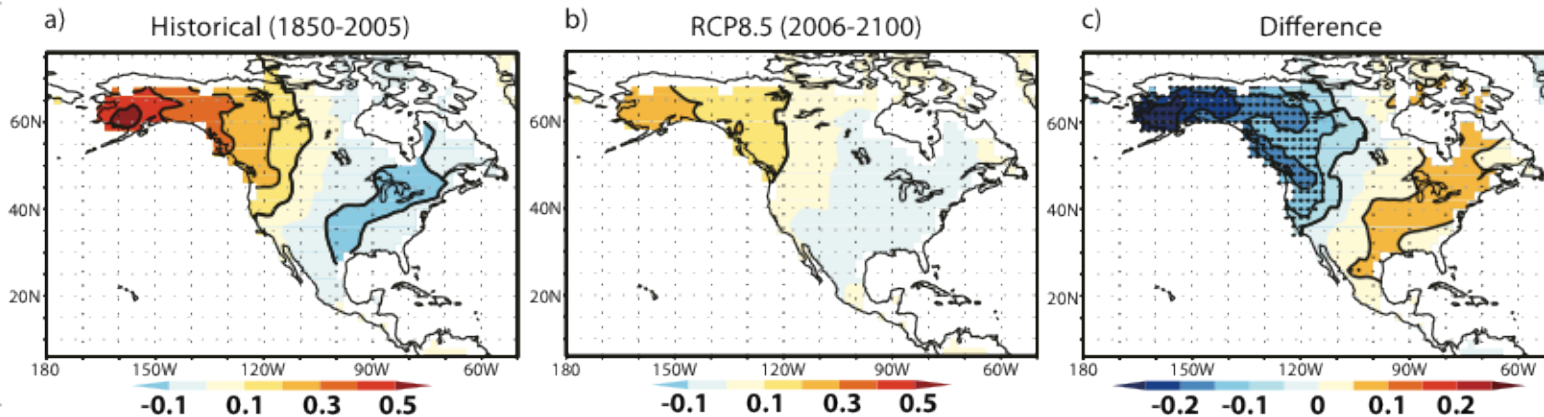 a) Historical (1850-2005)
b) RCP8.5 (2006-2100)
c) Difference
60N
40N
20N
180 150W 120W 90W 60W
-0.1 0.1 0.3 0.5
60N
40N
20N
180 150W 120W 90W 60W
-0.1 0.1 0.3 0.5
60N
40N
20N
180 150W 120W 90W 60W
-0.2 -0.1 0 0.1 0.2